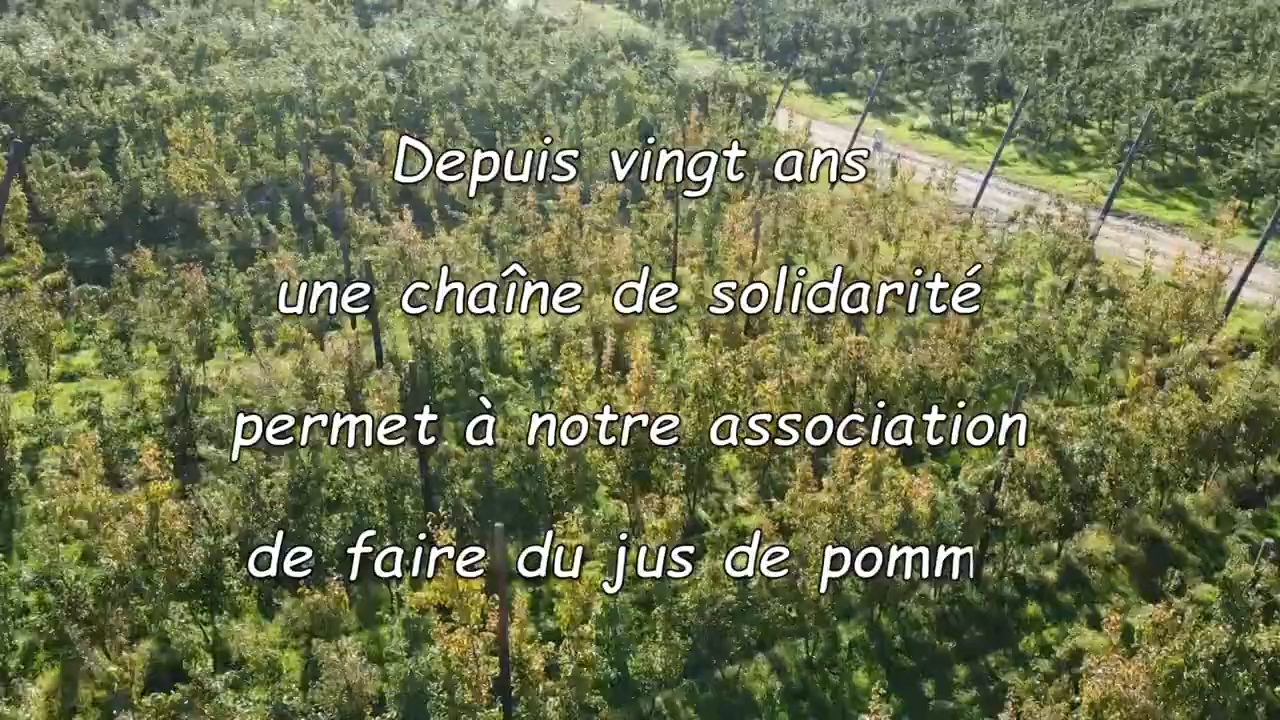 Depuis vingt ans
une chaîne de solidarité
permet à notre association
de faire du jus de pomm